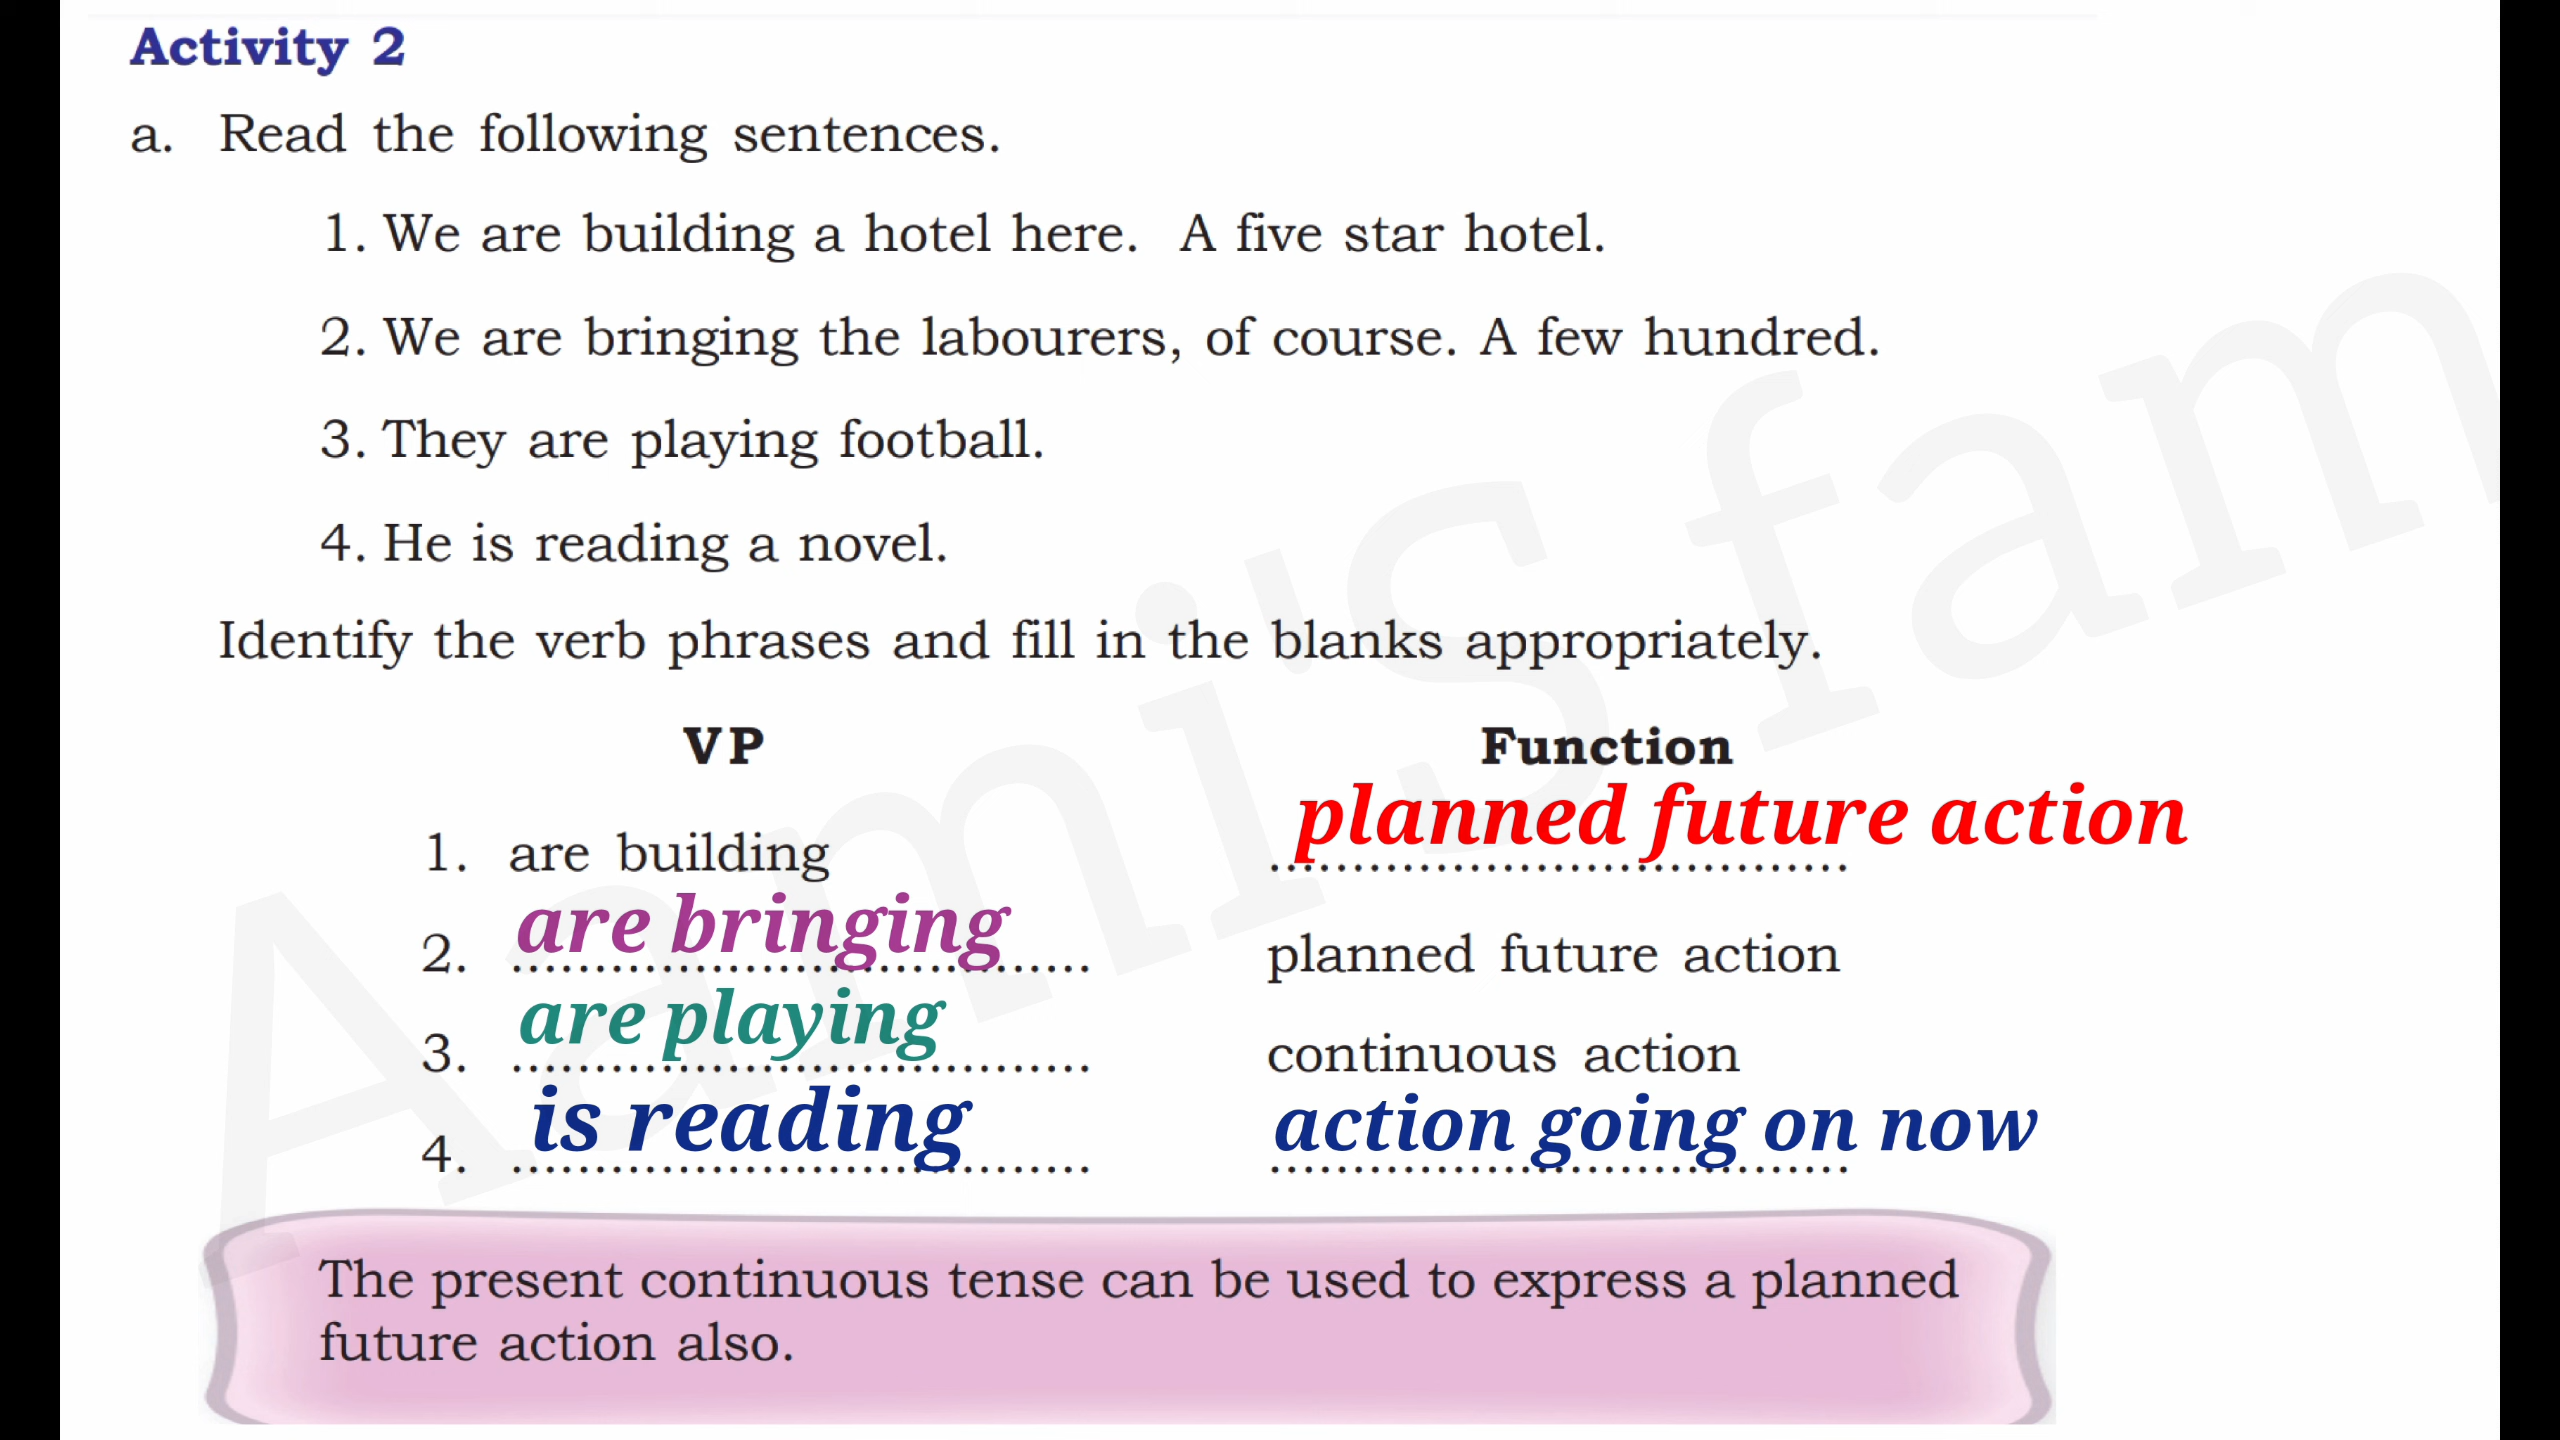 Activity 2
a. Read the following sentences.
1. We are building a hotel here. A five star hotel.
2. We are bringing the labourers, of course. A few hundred.
3. They are playing football.
4. He is reading a novel.
Identify the verb phrases and fill in the blanks appropriately.
VP Function
1. are building planned future action
2. are bringing planned future action
3. are playing continuous action
4. is reading action going on now
The present continuous tense can be used to express a planned
future action also.
Aami'S fam